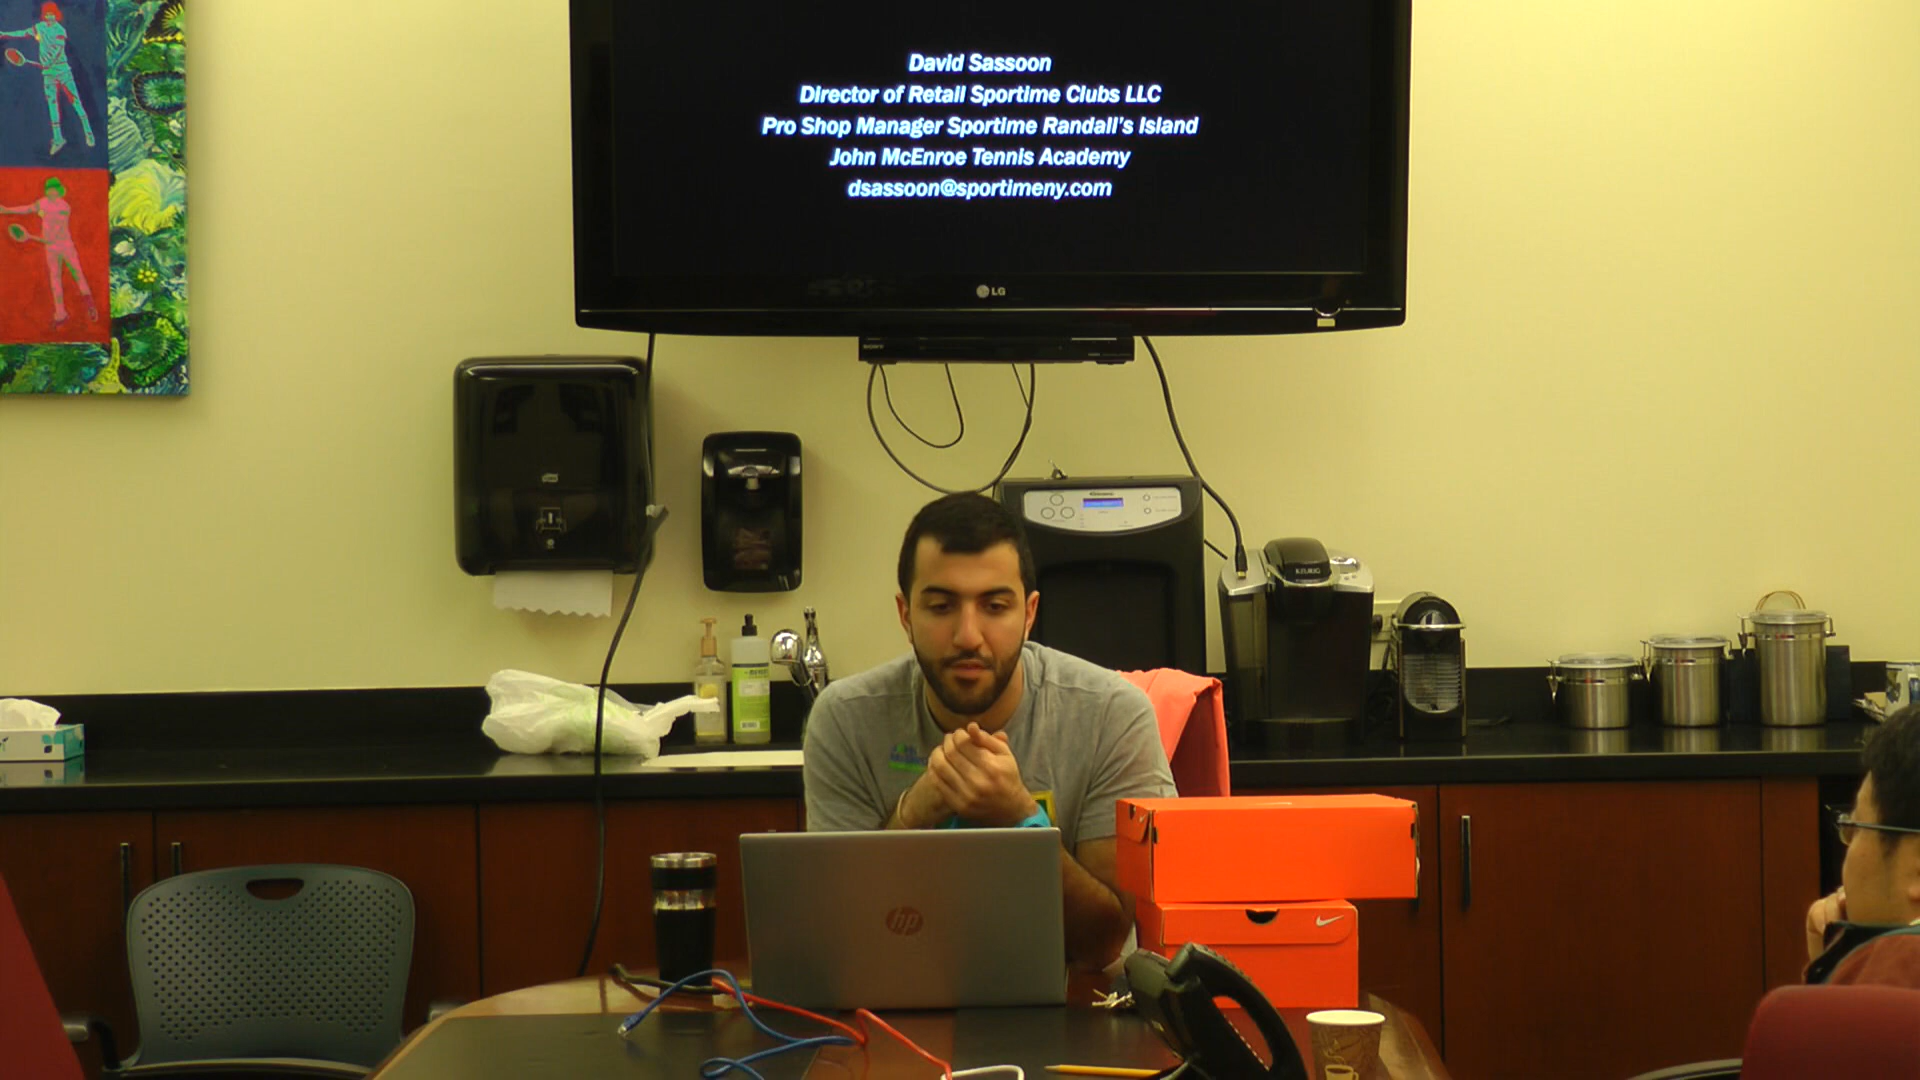 David Sassoon
Director of Retail Sportime Clubs LLC
Pro Shop Manager Sportime Randall's Island
John McEnroe Tennis Academy
dsassoon@sportimeny.com
LG
SONY
KEURIG
hp